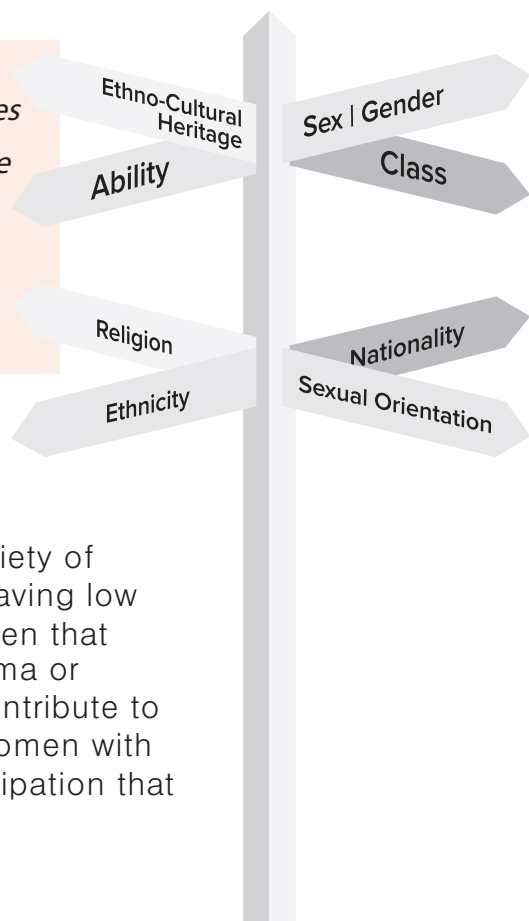 es
e
Ethno-Cultural
Heritage
Sex | Gender
Ability
Class
Religion
Nationality
Ethnicity
Sexual Orientation
iety of
aving low
en that
ma or
ntribute to
omen with
ipation that